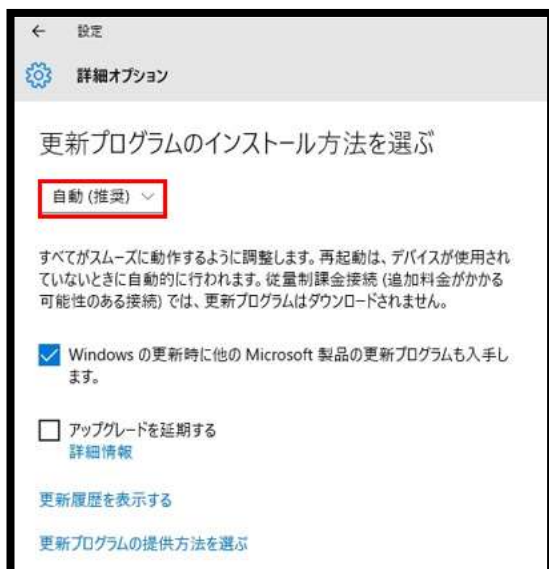 ← 設定
詳細オプション
更新プログラムのインストール方法を選ぶ
自動 (推奨)
すべてがスムーズに動作するように調整します。再起動は、デバイスが使用され
ていないときに自動的に行われます。従量制課金接続 (追加料金がかかる
可能性のある接続) では、更新プログラムはダウンロードされません。
Windows の更新時に他の Microsoft 製品の更新プログラムも入手し
ます。
アップグレードを延期する
詳細情報
更新履歴を表示する
更新プログラムの提供方法を選ぶ